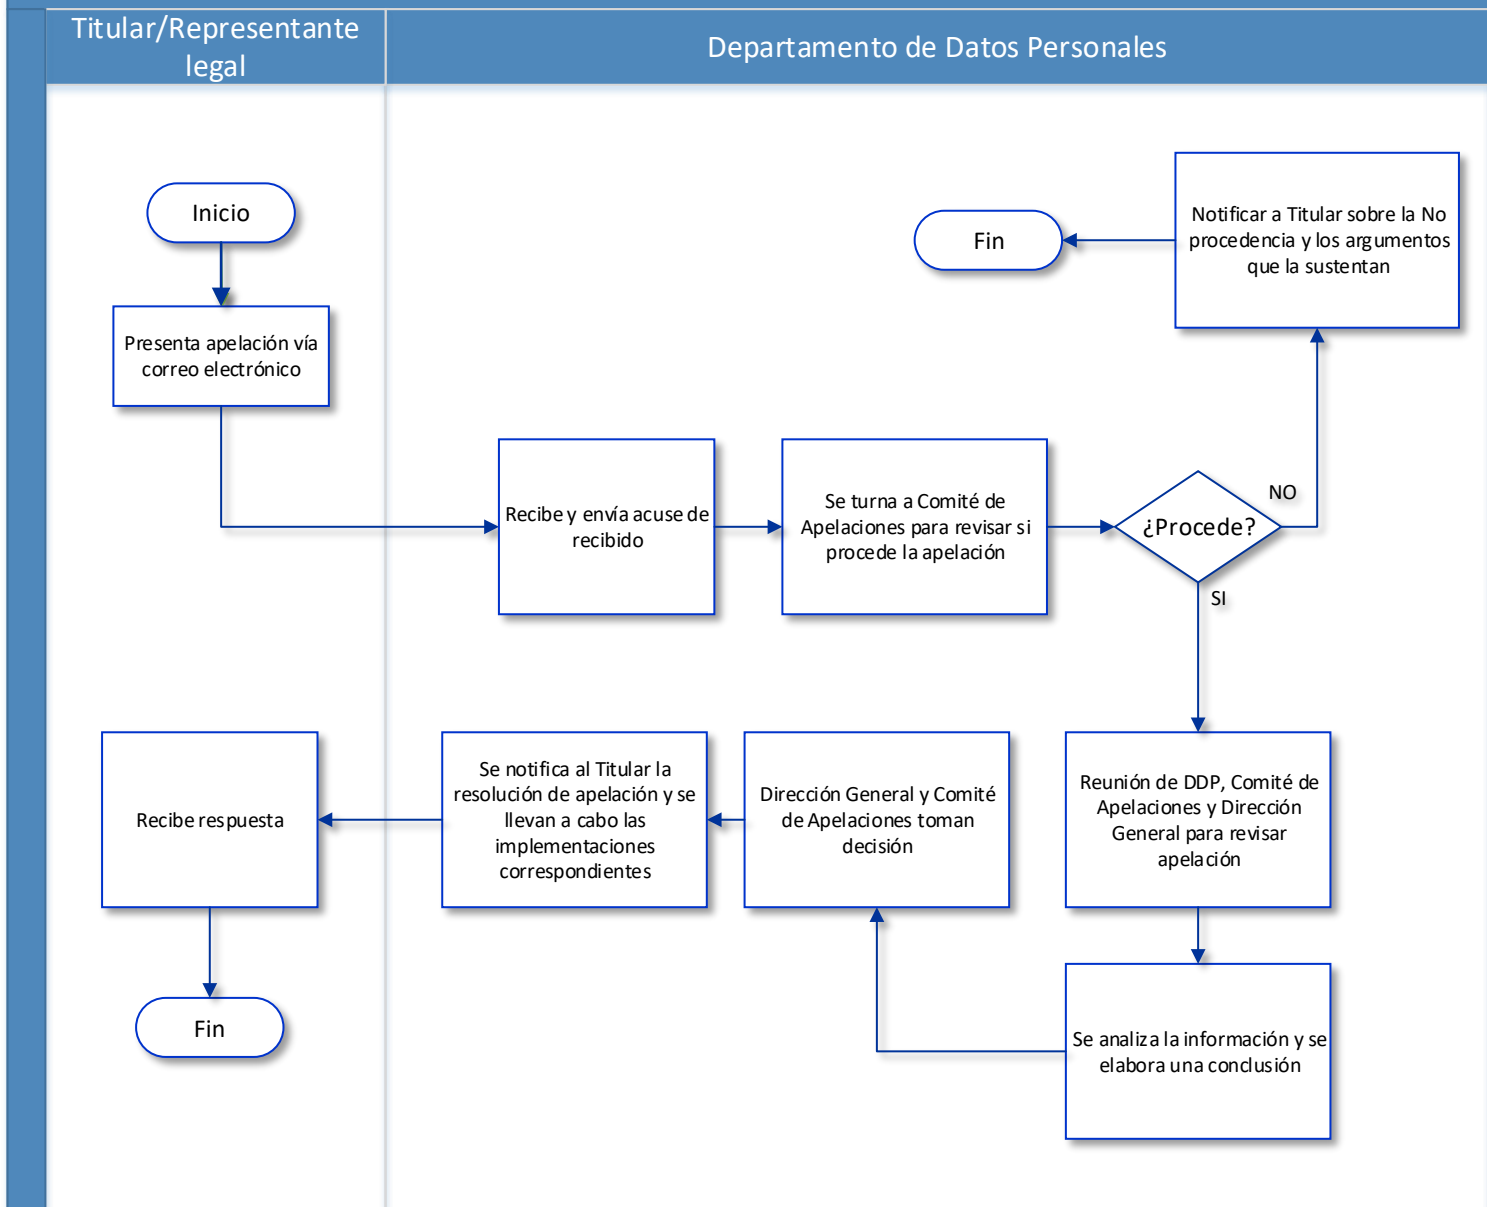 Titular/Representante
legal
Departamento de Datos Personales
Inicio
Presenta apelación vía
correo electrónico
Recibe y envía acuse de
recibido
Se turna a Comité de
Apelaciones para revisar si
procede la apelación
¿Procede?
NO
SI
Notificar a Titular sobre la No
procedencia y los argumentos
que la sustentan
Fin
Reunión de DDP, Comité de
Apelaciones y Dirección
General para revisar
apelación
Se analiza la información y se
elabora una conclusión
Dirección General y Comité
de Apelaciones toman
decisión
Se notifica al Titular la
resolución de apelación y se
llevan a cabo las
implementaciones
correspondientes
Recibe respuesta
Fin